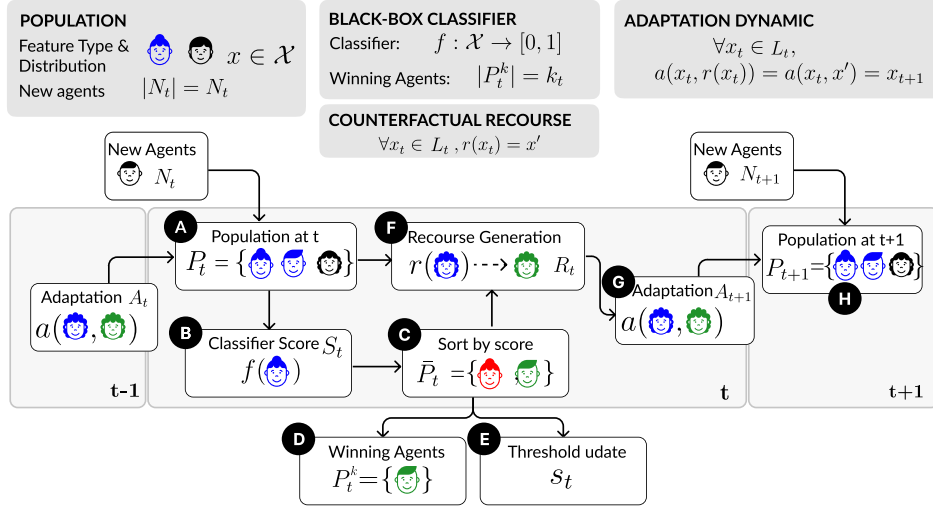 POPULATION
Feature Type &
Distribution
x ∈ 𝒳
New agents |N_t| = N_t
BLACK-BOX CLASSIFIER
Classifier: f : 𝒳 → [0, 1]
Winning Agents: |P_t^k| = k_t
COUNTERFACTUAL RECOURSE
∀x_t ∈ L_t , r(x_t) = x'
ADAPTATION DYNAMIC
∀x_t ∈ L_t,
a(x_t, r(x_t)) = a(x_t, x') = x_{t+1}
New Agents
N_t
New Agents
N_{t+1}
A
Population at t
P_t = { }
F
Recourse Generation
r( ) R_t
Population at t+1
P_{t+1}={ }
H
Adaptation A_t
a( , )
G
Adaptation A_{t+1}
a( , )
B
Classifier Score S_t
f( )
C
Sort by score
P̄_t ={ , }
t-1
t
t+1
D
Winning Agents
P_t^k={ }
E
Threshold udate
s_t